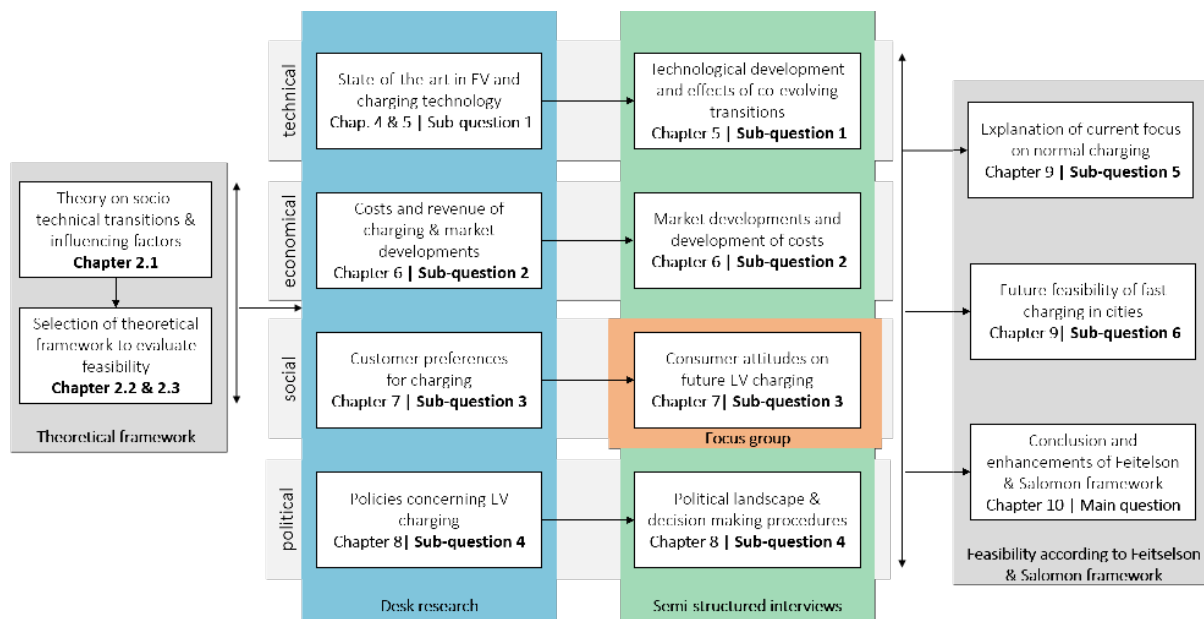 technical
State of the art in FV
and charging technology
Chap. 4 & 5 | Sub question 1
Technological development
and effects of co-evolving
transitions
Chapter 5 | Sub-question 1
economical
Costs and revenue of
charging & market
developments
Chapter 6 | Sub-question 2
Market developments and
development of costs
Chapter 6 | Sub-question 2
social
Customer preferences
for charging
Chapter 7 | Sub-question 3
Consumer attitudes on
future LV charging
Chapter 7| Sub-question 3
Focus group
political
Policies concerning LV
charging
Chapter 8| Sub-question 4
Political landscape &
decision making procedures
Chapter 8 | Sub-question 4
Desk research
Semi structured interviews
Theory on socio
technical transitions &
influencing factors
Chapter 2.1
Selection of theoretical
framework to evaluate
feasibility
Chapter 2.2 & 2.3
Theoretical framework
Lxplanation of current focus
on normal charging
Chapter 9 | Sub-question 5
Future feasibility of fast
charging in cities
Chapter 9| Sub-question 6
Conclusion and
enhancements of Feitelson
& Salomon framework
Chapter 10 | Main question
Feasibility according to Feitselson
& Salomon framework